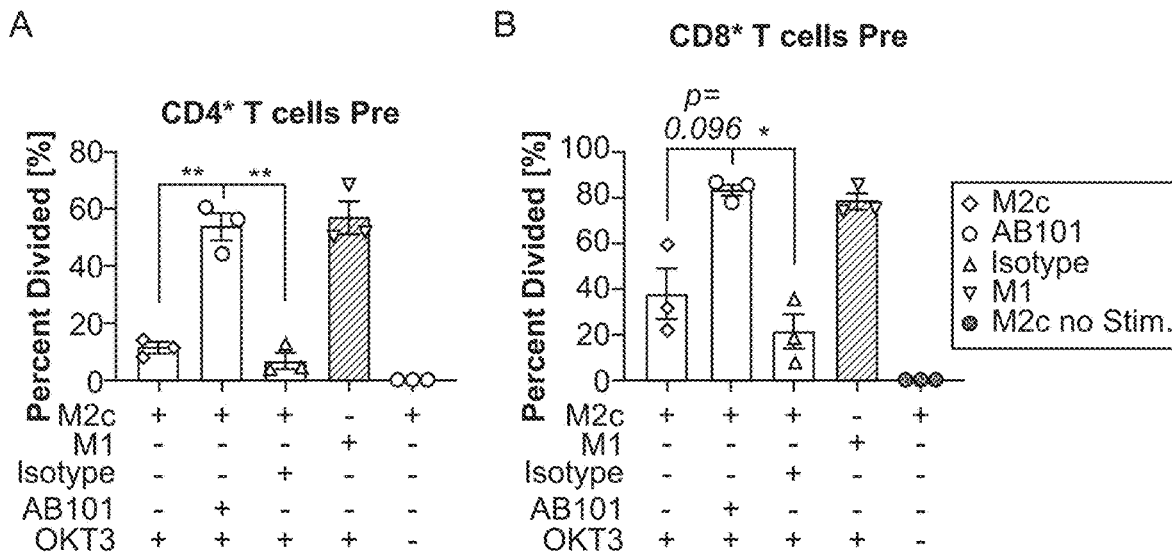 A
CD4* T cells Pre
Percent Divided [%]
80
60
40
20
0
** **
M2c + + + - +
M1 - - - + -
Isotype - - + - -
AB101 - + - - -
OKT3 + + + + -
B
CD8* T cells Pre
p=
0.096 *
Percent Divided [%]
100
80
60
40
20
0
M2c + + + - +
M1 - - - + -
Isotype - - + - -
AB101 - + - - -
OKT3 + + + + -
M2c
AB101
Isotype
M1
M2c no Stim.